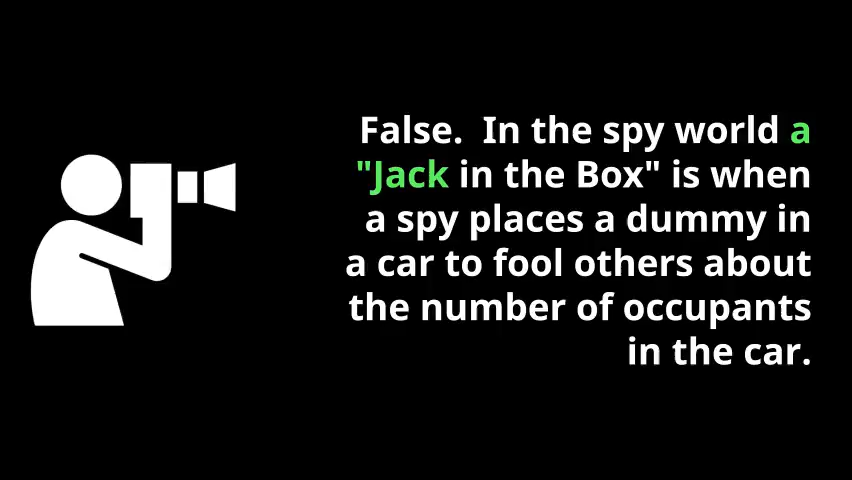 False.  In the spy world a
"Jack in the Box" is when
a spy places a dummy in
a car to fool others about
the number of occupants
in the car.